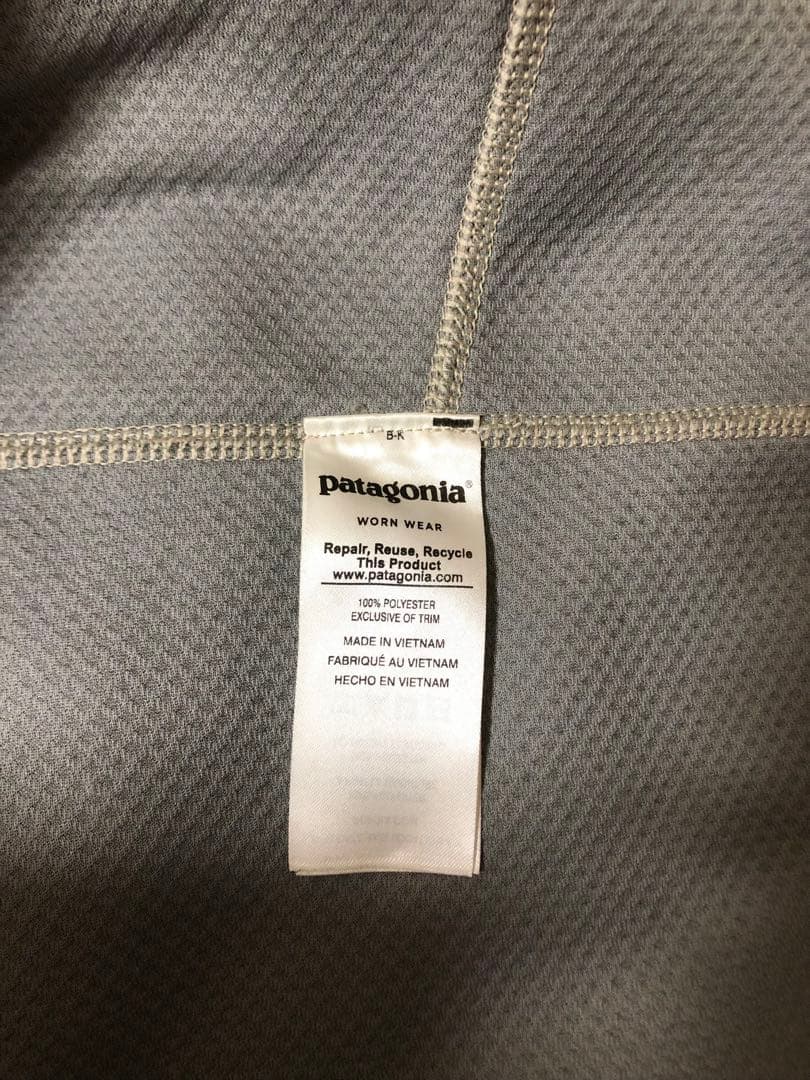 B-K
patagonia®
WORN WEAR
Repair, Reuse, Recycle
This Product
www.patagonia.com
100% POLYESTER
EXCLUSIVE OF TRIM
MADE IN VIETNAM
FABRIQUÉ AU VIETNAM
HECHO EN VIETNAM